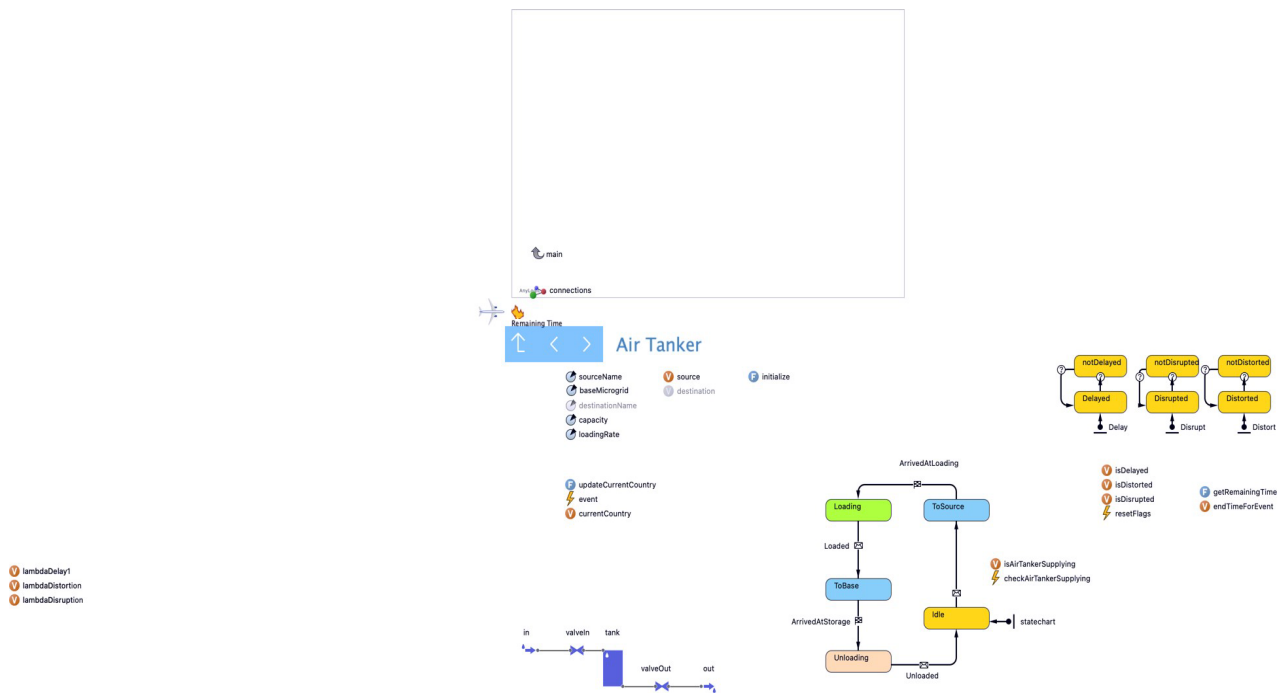 main
connections
Remaining Time
Air Tanker
sourceName
source
initialize
baseMicrogrid
destination
destinationName
capacity
loadingRate
notDelayed
notDisrupted
notDistorted
?
?
?
?
?
?
Delayed
Disrupted
Distorted
Delay
Disrupt
Distort
updateCurrentCountry
event
currentCountry
ArrivedAtLoading
Loading
ToSource
isDelayed
isDistorted
isDisrupted
resetFlags
getRemainingTime
endTimeForEvent
Loaded
isAirTankerSupplying
checkAirTankerSupplying
lambdaDelay1
lambdaDistortion
lambdaDisruption
ToBase
Idle
ArrivedAtStorage
statechart
Unloading
Unloaded
in
valveIn
tank
valveOut
out